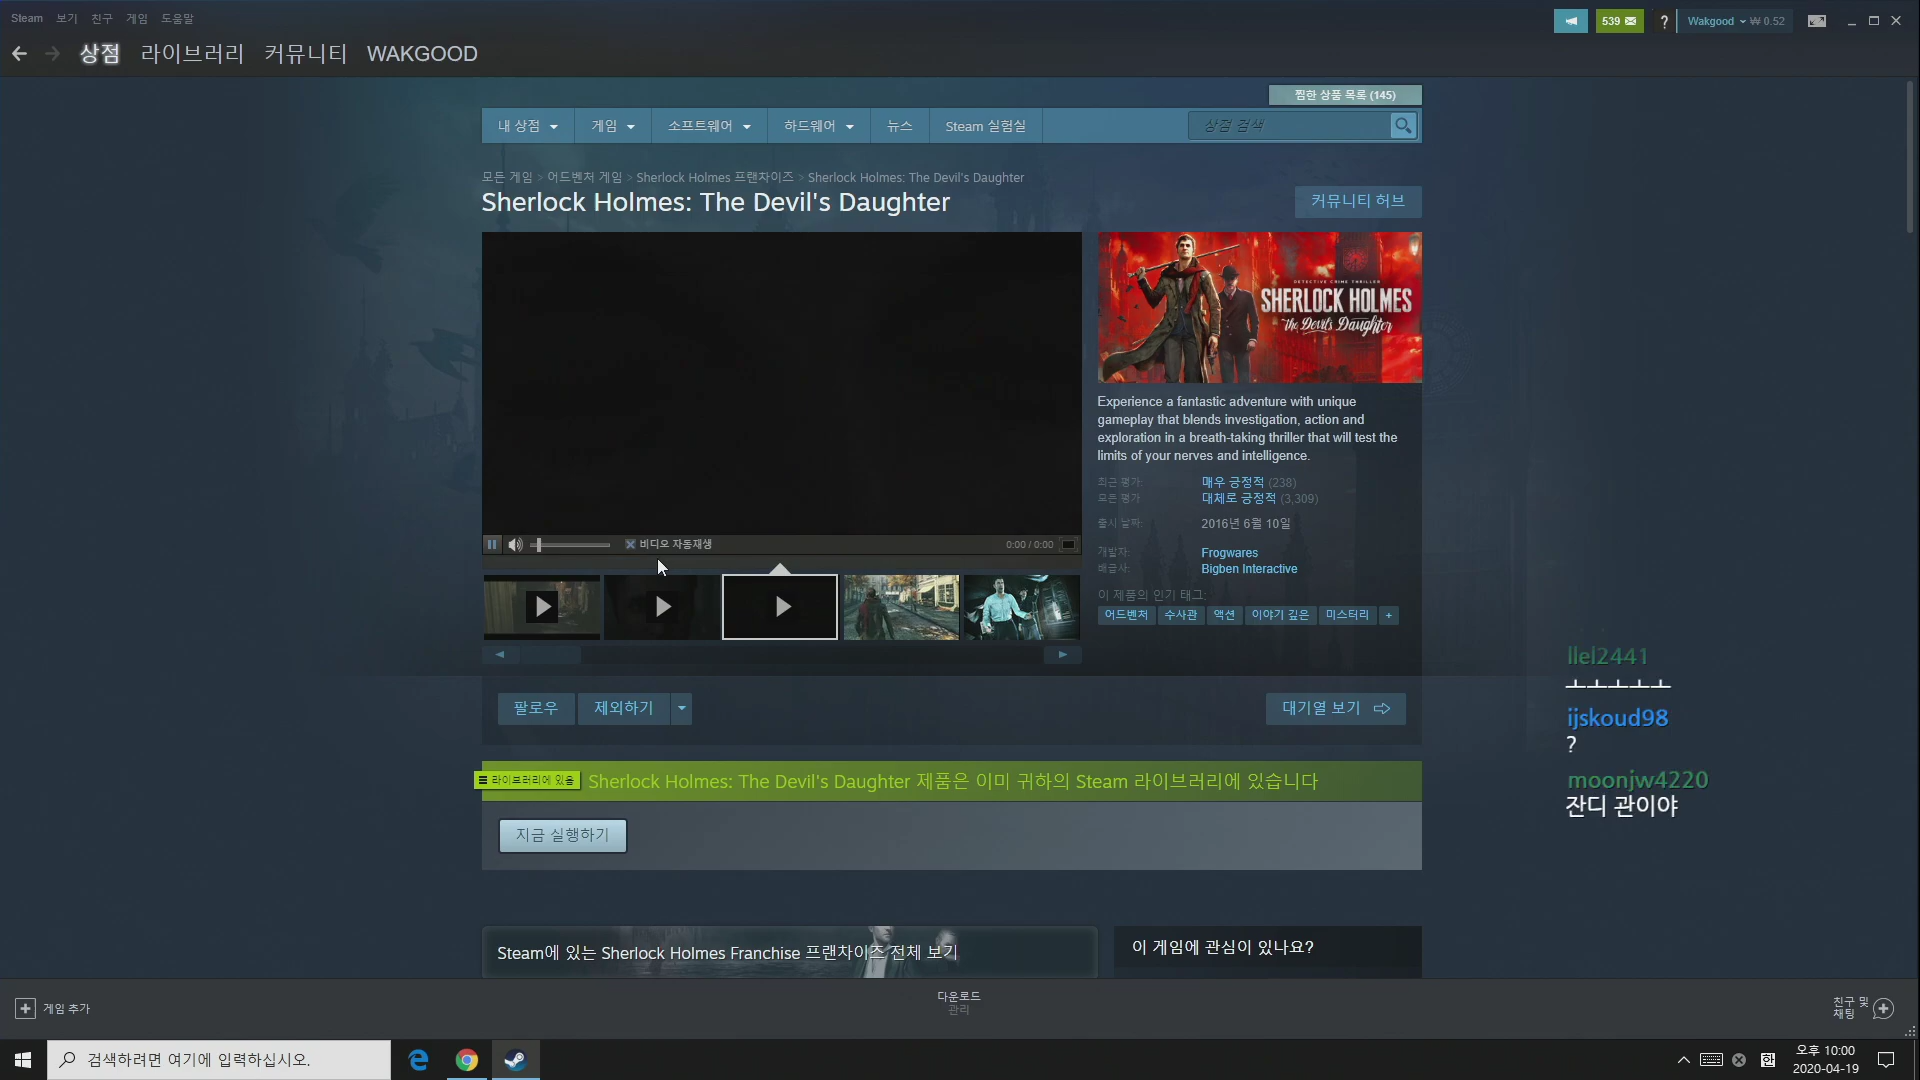 Steam 보기 친구 게임 도움말
539 ? Wakgood ₩ 0.52
상점 라이브러리 커뮤니티 WAKGOOD
찜한 상품 목록 (145)
내 상점 게임 소프트웨어 하드웨어 뉴스 Steam 실험실 상점 검색
모든 게임 > 어드벤처 게임 > Sherlock Holmes 프랜차이즈 > Sherlock Holmes: The Devil's Daughter
Sherlock Holmes: The Devil's Daughter
커뮤니티 허브
DETECTIVE CRIME THRILLER
SHERLOCK HOLMES
The Devil's Daughter
Experience a fantastic adventure with unique
gameplay that blends investigation, action and
exploration in a breath-taking thriller that will test the
limits of your nerves and intelligence.
최근 평가: 매우 긍정적 (238)
모든 평가: 대체로 긍정적 (3,309)
출시 날짜: 2016년 6월 10일
개발자: Frogwares
배급사: Bigben Interactive
이 제품의 인기 태그:
어드벤처 수사관 액션 이야기 깊은 미스터리 +
비디오 자동재생 0:00 / 0:00
팔로우 제외하기 대기열 보기
llel2441
ㅗㅗㅗㅗㅗ
ijskoud98
?
moonjw4220
잔디 관이야
라이브러리에 있음 Sherlock Holmes: The Devil's Daughter 제품은 이미 귀하의 Steam 라이브러리에 있습니다
지금 실행하기
Steam에 있는 Sherlock Holmes Franchise 프랜차이즈 전체 보기
이 게임에 관심이 있나요?
게임 추가
다운로드
관리
친구 및
채팅
검색하려면 여기에 입력하십시오.
한
오후 10:00
2020-04-19